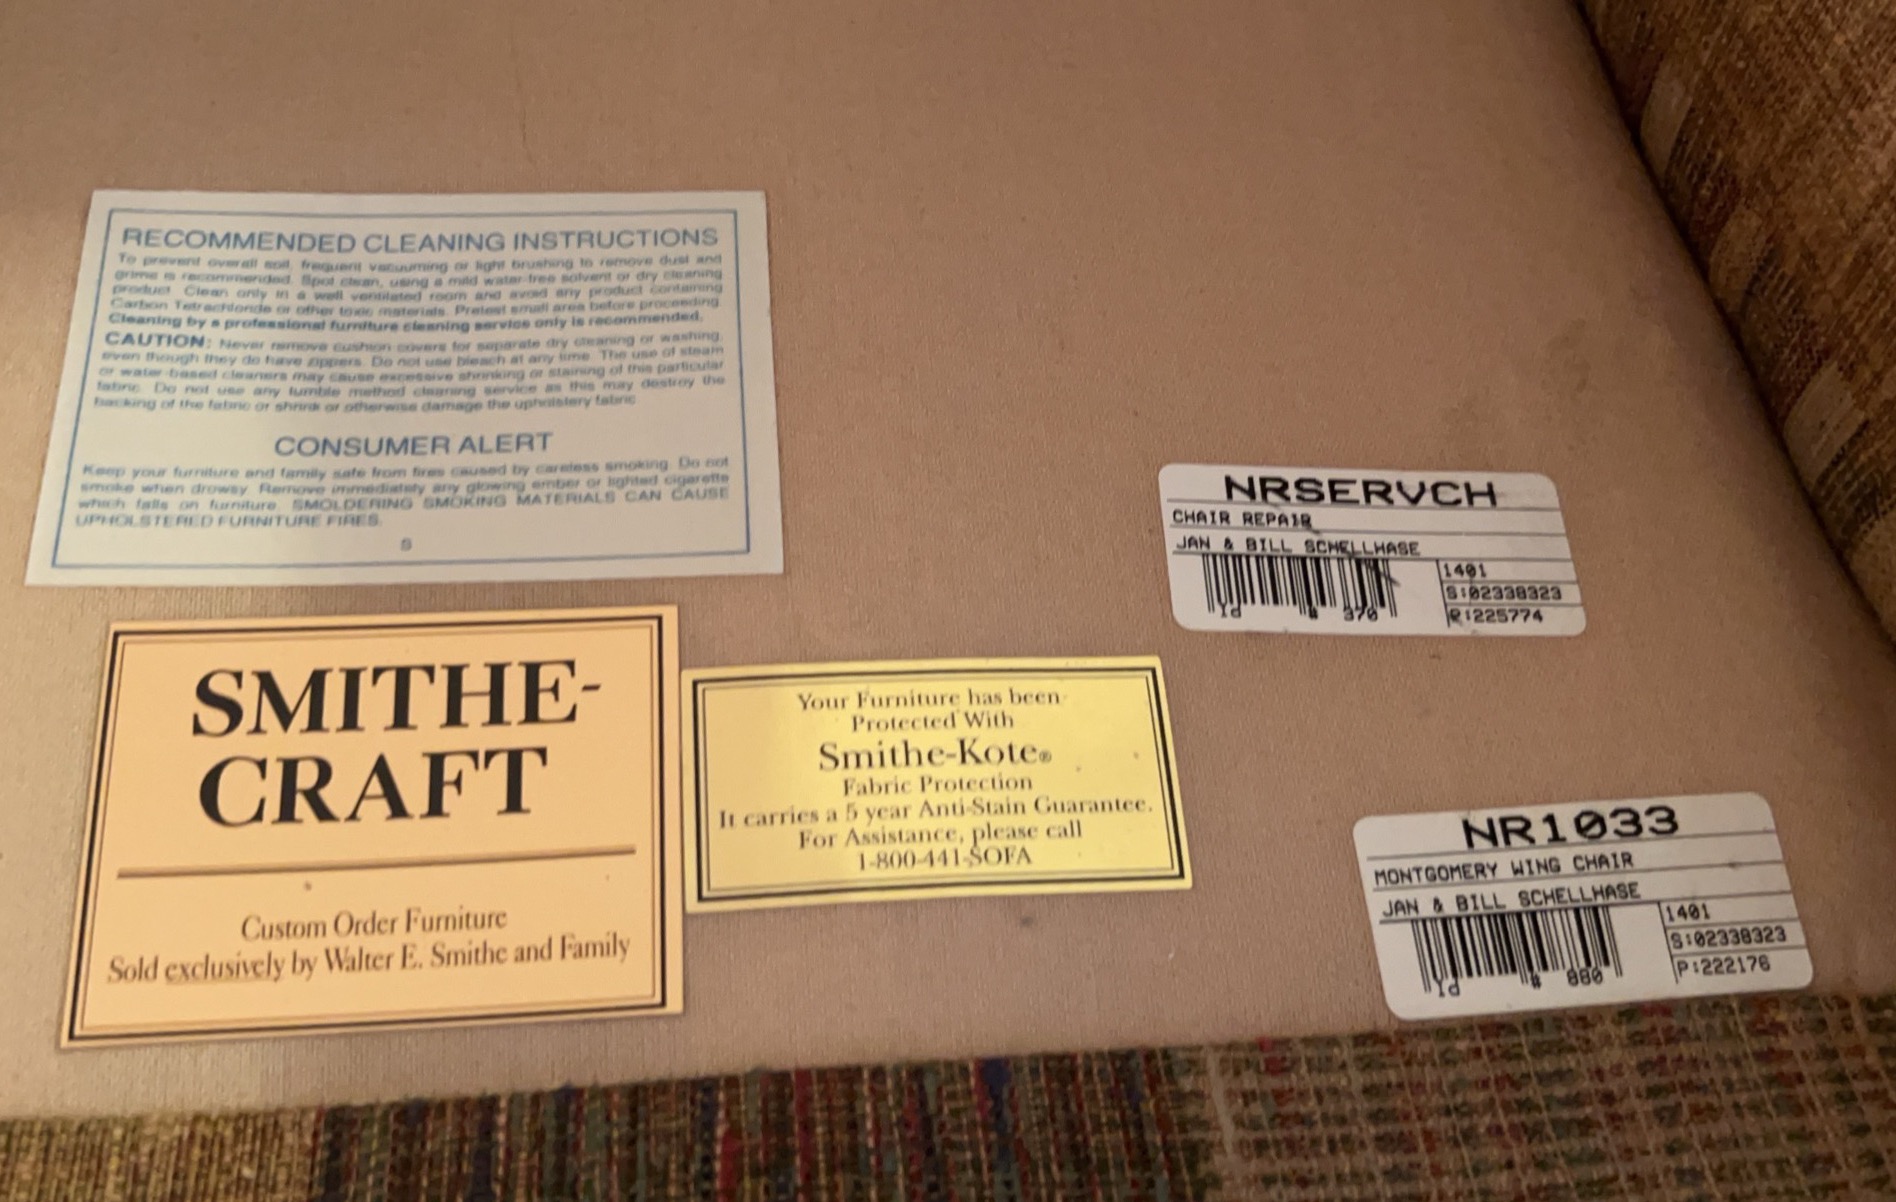 RECOMMENDED CLEANING INSTRUCTIONS
To prevent overall soil, frequent vacuuming or light brushing to remove dust and
grime is recommended. Spot clean, using a mild water-free solvent or dry cleaning
product. Clean only in a well ventilated room and avoid any product containing
Carbon Tetrachloride or other toxic materials. Pretest small area before proceeding.
Cleaning by a professional furniture cleaning service only is recommended.
CAUTION: Never remove cushion covers for separate dry cleaning or washing,
even though they do have zippers. Do not use bleach at any time. The use of steam
or water-based cleaners may cause excessive shrinking or staining of this particular
fabric. Do not use any tumble method cleaning service as this may destroy the
backing of the fabric or shrink or otherwise damage the upholstery fabric.
CONSUMER ALERT
Keep your furniture and family safe from fires caused by careless smoking. Do not
smoke when drowsy. Remove immediately any glowing ember or lighted cigarette
which falls on furniture. SMOLDERING SMOKING MATERIALS CAN CAUSE
UPHOLSTERED FURNITURE FIRES.
S
SMITHE-
CRAFT
Custom Order Furniture
Sold exclusively by Walter E. Smithe and Family
Your Furniture has been
Protected With
Smithe-Kote®
Fabric Protection
It carries a 5 year Anti-Stain Guarantee.
For Assistance, please call
1-800-441-SOFA
NRSERVCH
CHAIR REPAIR
JAN & BILL SCHELLHASE
1401
S:02338323
R:225774
Yd # 370
NR1033
MONTGOMERY WING CHAIR
JAN & BILL SCHELLHASE
1401
S:02338323
P:222176
Yd # 880